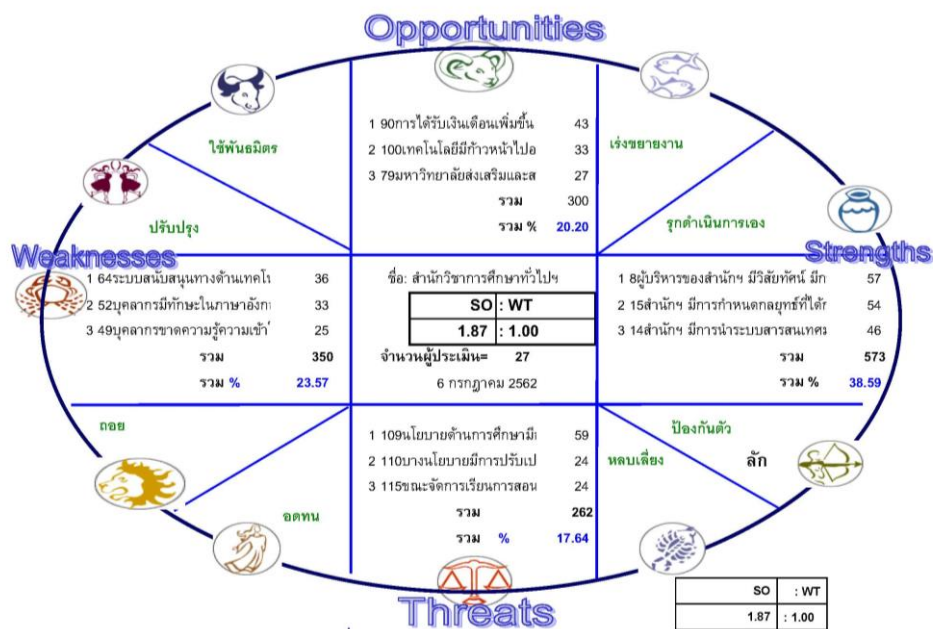 Opportunities
ใช้พันธมิตร
1 90การได้รับเงินเดือนเพิ่มขึ้น 43
2 100เทคโนโลยีมีก้าวหน้าไปอ 33
3 79มหาวิทยาลัยส่งเสริมและส 27
รวม 300
รวม % 20.20
เร่งขยายงาน
ปรับปรุง
รุกดำเนินการเอง
Weaknesses
1 64ระบบสนับสนุนทางด้านเทคโ 36
2 52บุคลากรมีทักษะในภาษาอังก 33
3 49บุคลากรขาดความรู้ความเข้า 25
รวม 350
รวม % 23.57
ชื่อ: สำนักวิชาการศึกษาทั่วไปฯ
SO : WT
1.87 : 1.00
จำนวนผู้ประเมิน= 27
6 กรกฎาคม 2562
Strengths
1 8ผู้บริหารของสำนักฯ มีวิสัยทัศน์ มีก 57
2 15สำนักฯ มีการกำหนดกลยุทธ์ที่ได้ 54
3 14สำนักฯ มีการนำระบบสารสนเทศ 46
รวม 573
รวม % 38.59
ถอย
อดทน
1 109นโยบายด้านการศึกษามี 59
2 110บางนโยบายมีการปรับเป 24
3 115ขณะจัดการเรียนการสอน 24
รวม 262
รวม % 17.64
ป้องกันตัว
หลบเลี่ยง
ลัก
Threats
SO : WT
1.87 : 1.00